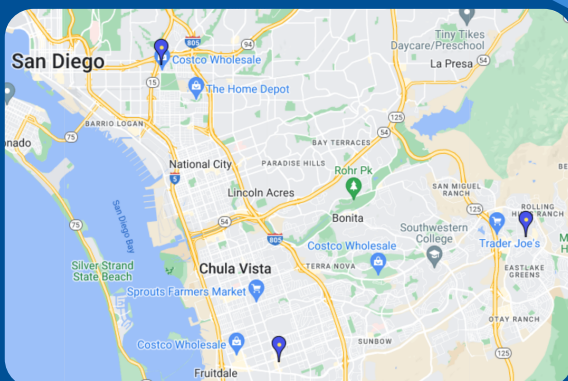 Tiny Tikes
Daycare/Preschool
805
94
Costco Wholesale
San Diego
La Presa
54
15
The Home Depot
125
BARRIO LOGAN
54
onado
75
BAY TERRACES
National City
PARADISE HILLS
Rohr Pk
5
SAN MIGUEL
RANCH
Lincoln Acres
San Diego Bay
Bonita
125
ROLLING
RANCH
75
54
Southwestern
College
805
Costco Wholesale
Trader Joe's
Silver Strand
State Beach
Chula Vista
TERRA NOVA
EASTLAKE
GREENS
Sprouts Farmers Market
OTAY RANCH
Costco Wholesale
SUNBOW
125
Fruitdale